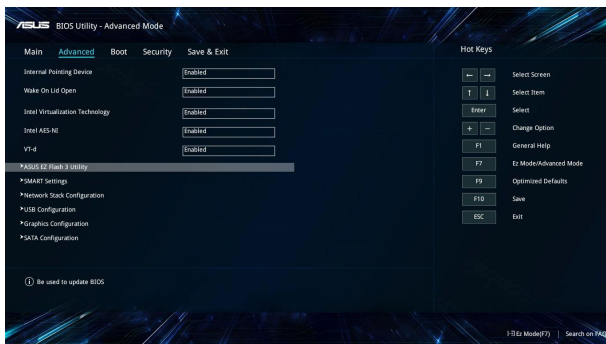 ASUS BIOS Utility - Advanced Mode
Main Advanced Boot Security Save & Exit
Internal Pointing Device Enabled
Wake On Lid Open Enabled
Intel Virtualization Technology Enabled
Intel AES-NI Enabled
VT-d Enabled
ASUS EZ Flash 3 Utility
SMART Settings
Network Stack Configuration
USB Configuration
Graphics Configuration
SATA Configuration
Be used to update BIOS
Hot Keys
← → Select Screen
↑ ↓ Select Item
Enter Select
+ − Change Option
F1 General Help
F7 Ez Mode/Advanced Mode
F9 Optimized Defaults
F10 Save
ESC Exit
Ez Mode(F7) | Search on FAQ